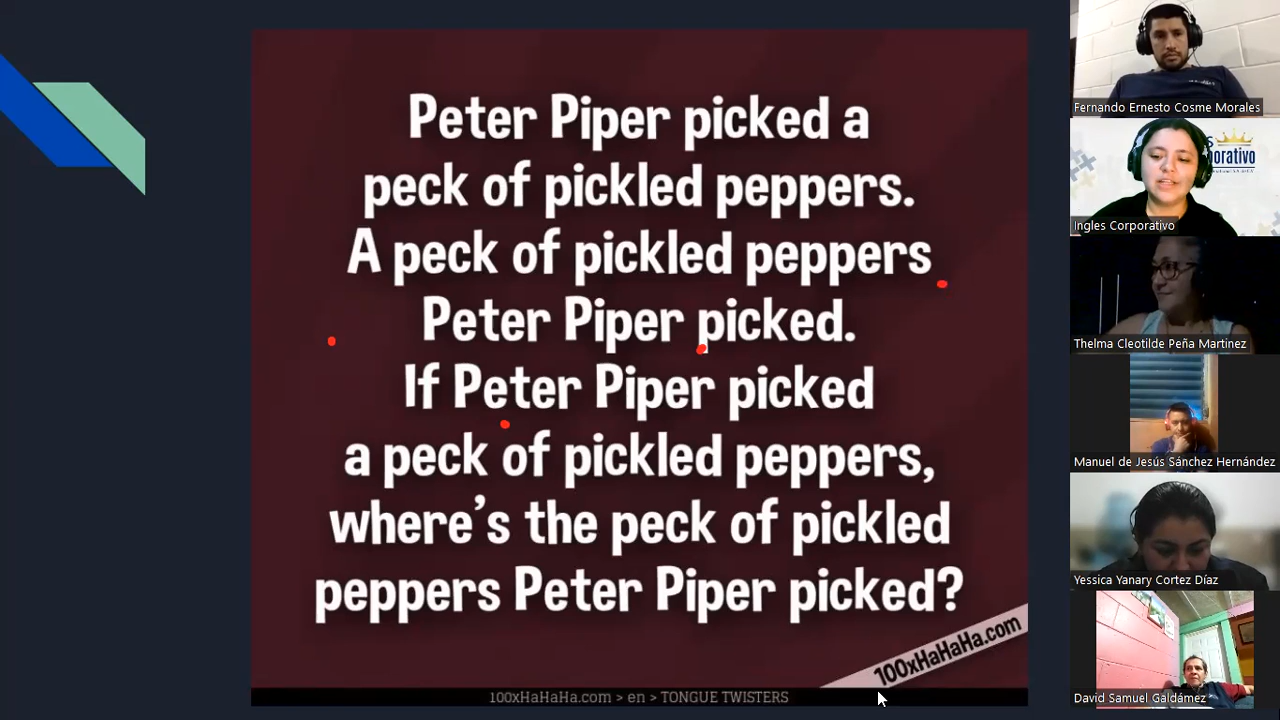 Peter Piper picked a
peck of pickled peppers.
A peck of pickled peppers
Peter Piper picked.
If Peter Piper picked
a peck of pickled peppers,
where's the peck of pickled
peppers Peter Piper picked?
100xHaHaHa.com
100xHaHaHa.com > en > TONGUE TWISTERS
Fernando Ernesto Cosme Morales
orativo
Ingles Corporativo
Thelma Cleotilde Peña Martinez
Manuel de Jesús Sánchez Hernández
Yessica Yanary Cortez Díaz
David Samuel Galdámez